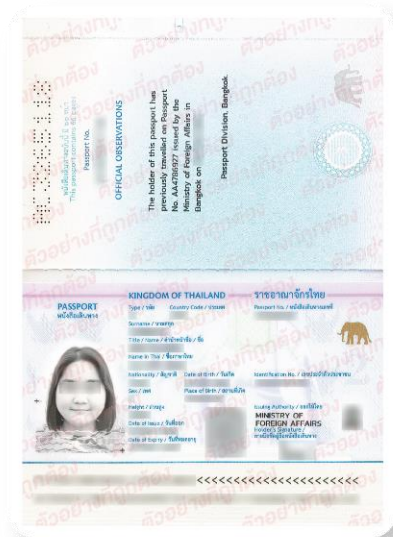 หนังสือเดินทางเล่มนี้มี ๕๐ หน้า
This passport contains 50 pages
Passport No.
OFFICIAL OBSERVATIONS
The holder of this passport has
previously travelled on Passport
No. AA4786977 issued by the
Ministry of Foreign Affairs in
Bangkok on
Passport Division, Bangkok
PASSPORT
หนังสือเดินทาง
KINGDOM OF THAILAND
ราชอาณาจักรไทย
Type / ชนิด
Country Code / ประเทศ
Passport No. / หนังสือเดินทางเลขที่
Surname / นามสกุล
Title / Name / คำนำหน้าชื่อ / ชื่อ
Name in Thai / ชื่อภาษาไทย
Nationality / สัญชาติ
Date of Birth / วันเกิด
Identification No. / เลขประจำตัวประชาชน
Sex / เพศ
Place of Birth / สถานที่เกิด
Height / ส่วนสูง
Issuing Authority / ออกให้โดย
MINISTRY OF
FOREIGN AFFAIRS
Date of Issue / วันที่ออก
Holder's Signature /
ลายมือชื่อผู้ถือหนังสือเดินทาง
Date of Expiry / วันที่หมดอายุ
<<<<<<<<<<<<<<<<<<<<<<
ตัวอย่างที่ถูกต้อง